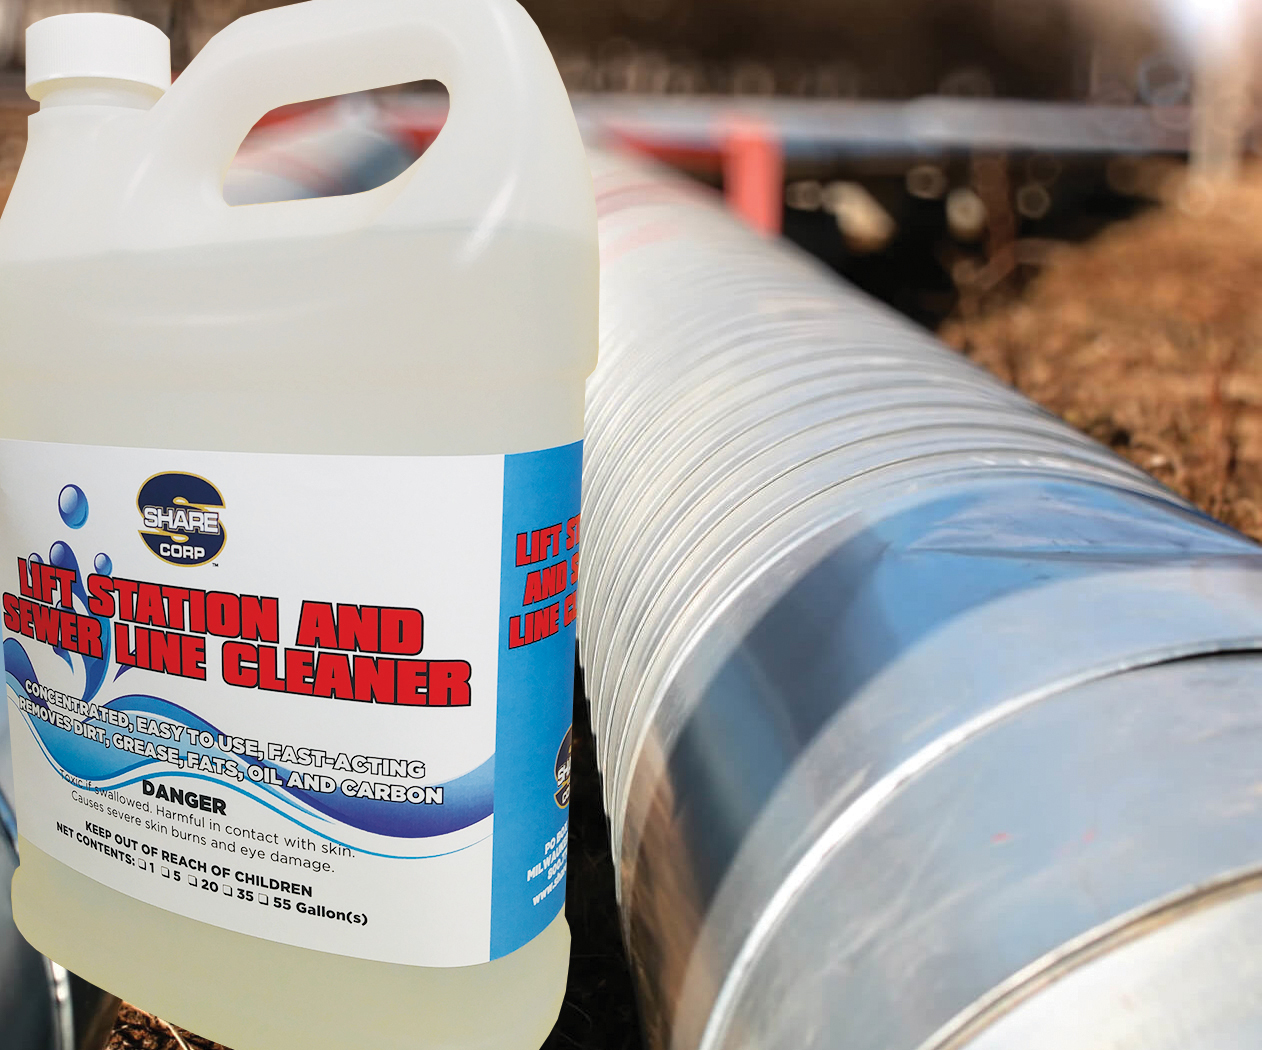 SHARE
CORP
™
LIFT STATION AND
SEWER LINE CLEANER
CONCENTRATED, EASY TO USE, FAST-ACTING
REMOVES DIRT, GREASE, FATS, OIL AND CARBON
DANGER
Toxic if swallowed. Harmful in contact with skin.
Causes severe skin burns and eye damage.
KEEP OUT OF REACH OF CHILDREN
NET CONTENTS: ❏ 1 ❏ 5 ❏ 20 ❏ 35 ❏ 55 Gallon(s)
LIFT
AND
LINE
PO